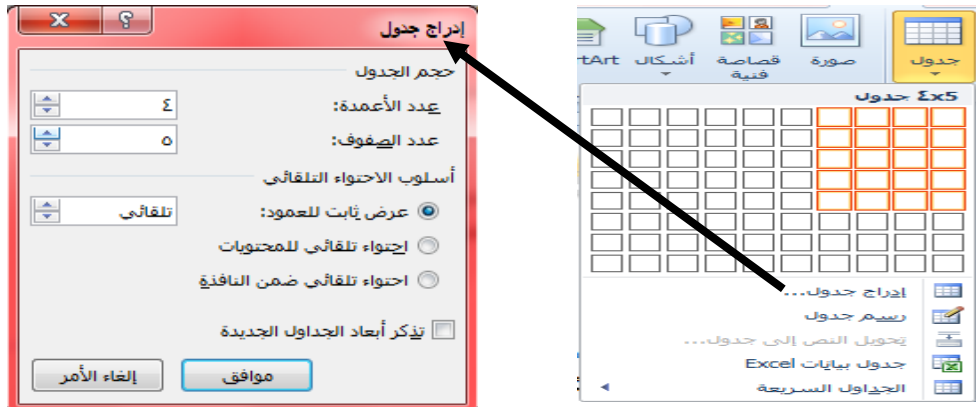 جدول
صورة
قصاصة
فنية
أشكال
tArt
٤x5 جدول
إدراج جدول...
رسم جدول
تحويل النص إلى جدول...
جدول بيانات Excel
الجداول السريعة
إدراج جدول
حجم الجدول
عدد الأعمدة: ٤
عدد الصفوف: ٥
أسلوب الاحتواء التلقائي
عرض ثابت للعمود: تلقائي
احتواء تلقائي للمحتويات
احتواء تلقائي ضمن النافذة
تذكر أبعاد الجداول الجديدة
موافق
إلغاء الأمر